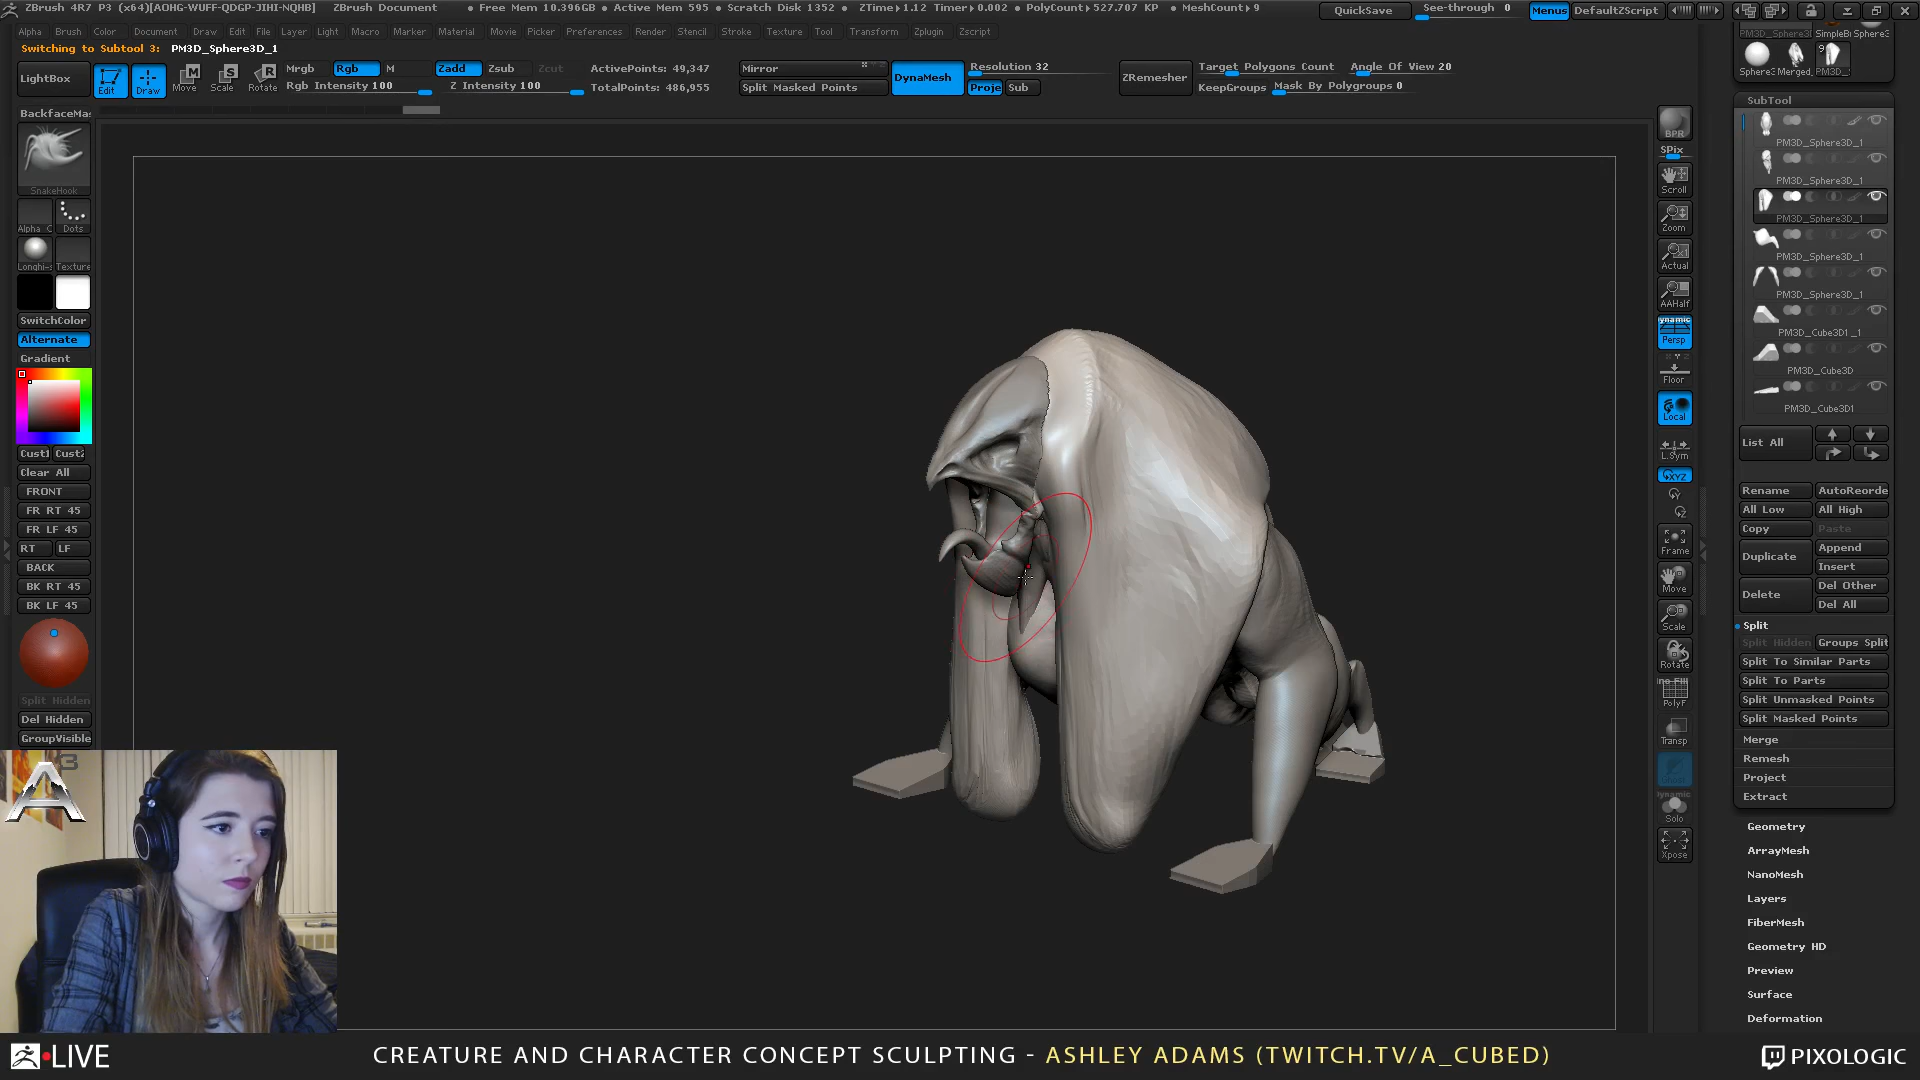 ZBrush 4R7 P3 (x64)[AOHG-WUFF-QDGP-JIHI-NQHB] ZBrush Document • Free Mem 10.396GB • Active Mem 595 • Scratch Disk 1352 • ZTime▸1.12 Timer▸0.002 • PolyCount▸527.707 KP • MeshCount▸9 QuickSave See-through 0 Menus DefaultZScript
Alpha Brush Color Document Draw Edit File Layer Light Macro Marker Material Movie Picker Preferences Render Stencil Stroke Texture Tool Transform Zplugin Zscript
Switching to Subtool 3: PM3D_Sphere3D_1
LightBox Edit Draw Move Scale Rotate
Mrgb Rgb M Zadd Zsub Zcut ActivePoints: 49,347
Rgb Intensity 100 Z Intensity 100 TotalPoints: 486,955
Mirror
Split Masked Points
DynaMesh Resolution 32
Proje Sub
ZRemesher Target Polygons Count Angle Of View 20
KeepGroups Mask By Polygroups 0
BackfaceMas
SnakeHook
Alpha Dots
Texture
SwitchColor
Alternate
Gradient
Cust1 Cust2
Clear All
FRONT
FR RT 45
FR LF 45
RT LF
BACK
BK RT 45
BK LF 45
Split Hidden
Del Hidden
GroupVisible
BPR
SPix
Scroll
Zoom
Actual
AAHalf
Persp
Floor
Local
L.Sym
Frame
Move
Scale
Rotate
PolyF
Transp
Dynamic
Solo
Xpose
SimpleB Sphere3
Sphere3 Merged_ PM3D_
SubTool
PM3D_Sphere3D_1
PM3D_Sphere3D_1
PM3D_Sphere3D_1
PM3D_Sphere3D_1
PM3D_Sphere3D_1
PM3D_Cube3D1_1
PM3D_Cube3D
PM3D_Cube3D1
List All
Rename AutoReorde
All Low All High
Copy Paste
Duplicate Append
Insert
Delete Del Other
Del All
Split
Split Hidden Groups Split
Split To Similar Parts
Split To Parts
Split Unmasked Points
Split Masked Points
Merge
Remesh
Project
Extract
Geometry
ArrayMesh
NanoMesh
Layers
FiberMesh
Geometry HD
Preview
Surface
Deformation
A3
LIVE CREATURE AND CHARACTER CONCEPT SCULPTING - ASHLEY ADAMS (TWITCH.TV/A_CUBED) PIXOLOGIC